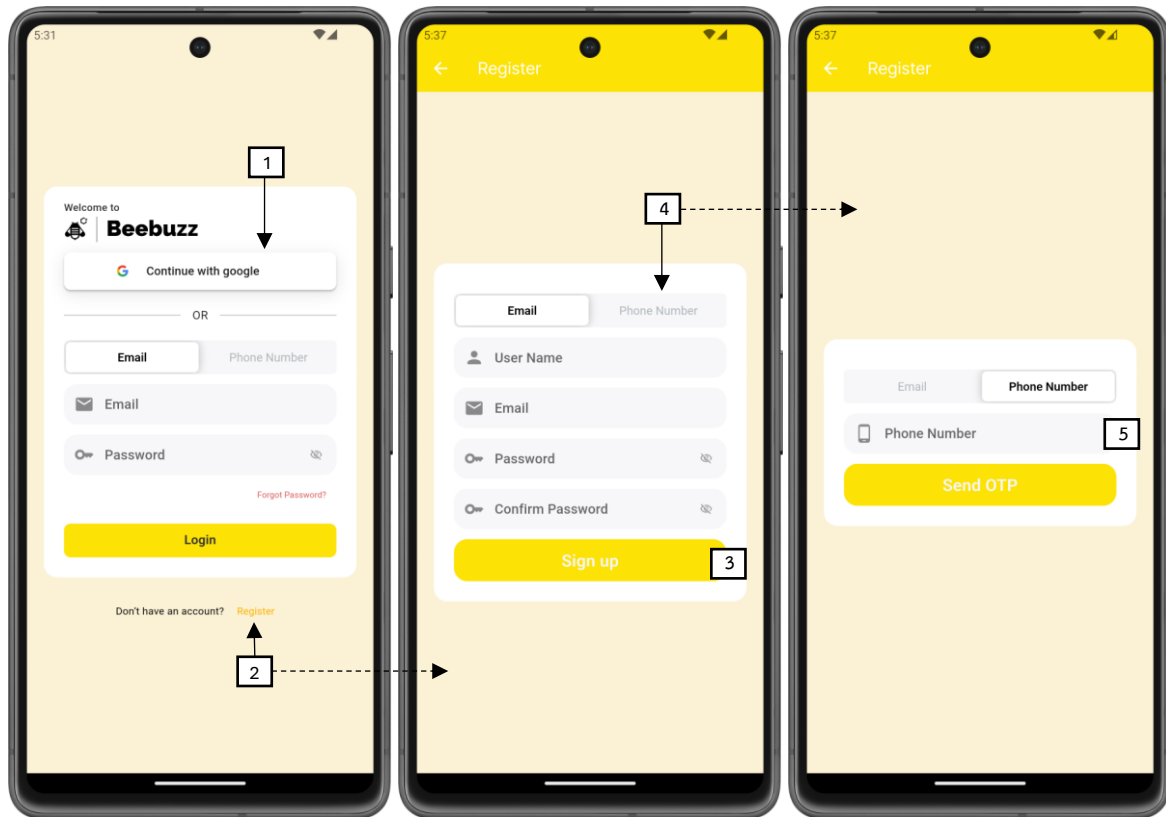 5:31
1
Welcome to
Beebuzz
Continue with google
OR
Email Phone Number
Email
Password
Forgot Password?
Login
Don't have an account? Register
2
5:37
Register
4
Email Phone Number
User Name
Email
Password
Confirm Password
Sign up
3
5:37
Register
Email Phone Number
Phone Number
5
Send OTP